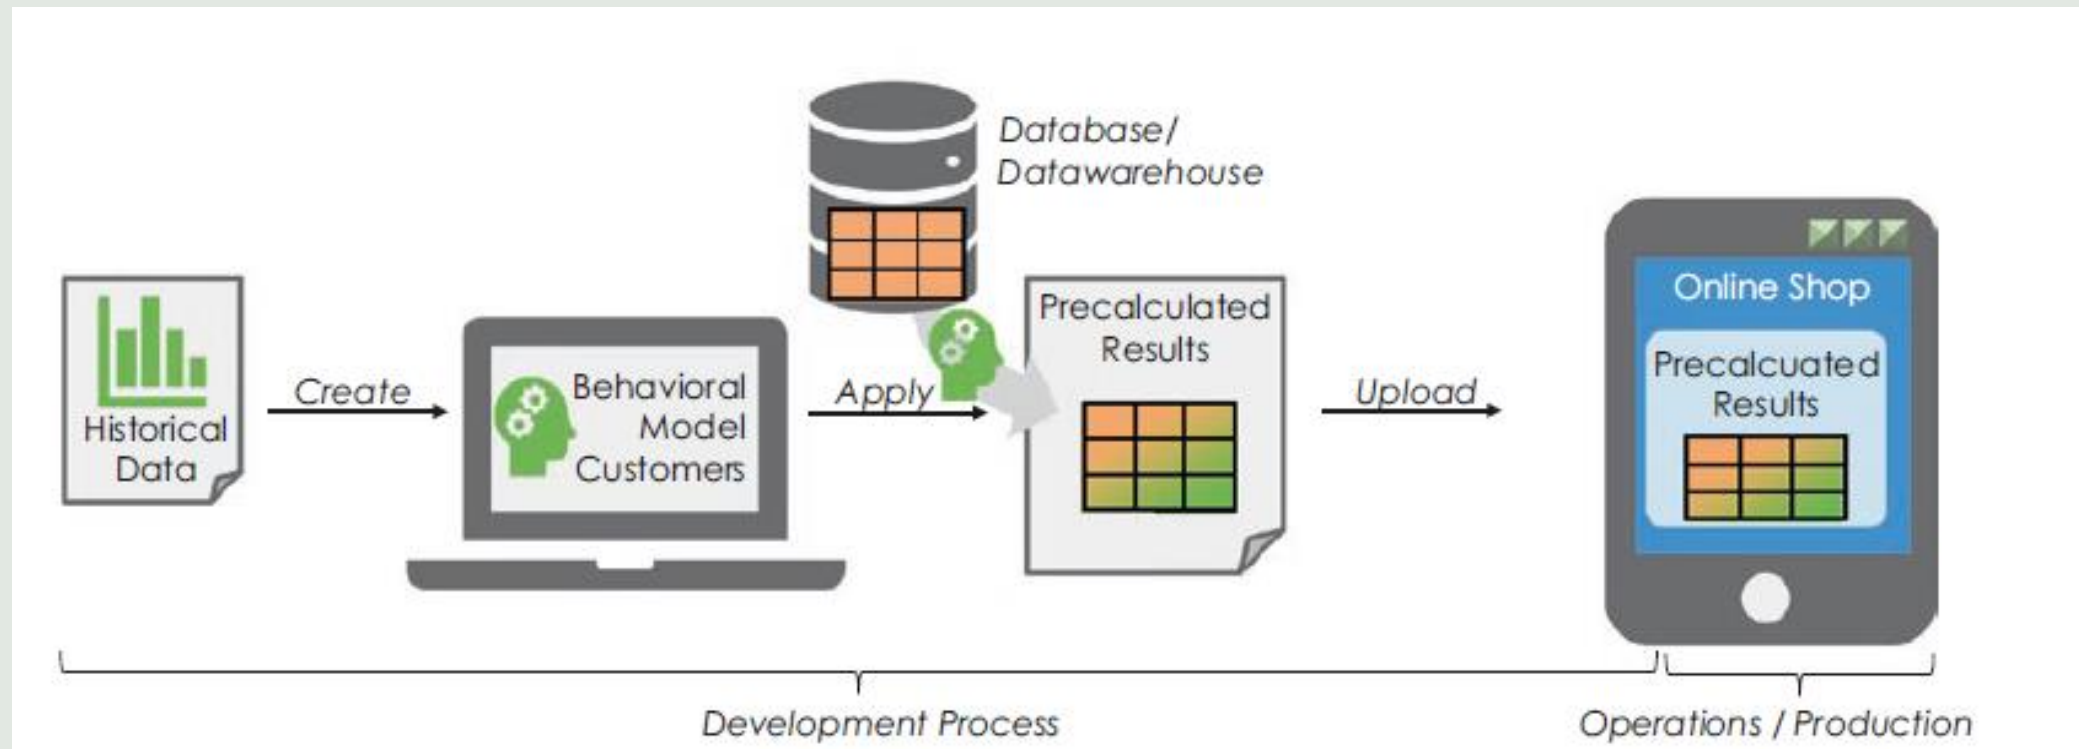 Database/
Datawarehouse
Historical
Data
Create
Behavioral
Model
Customers
Apply
Precalculated
Results
Upload
Online Shop
Precalcuated
Results
Development Process
Operations / Production